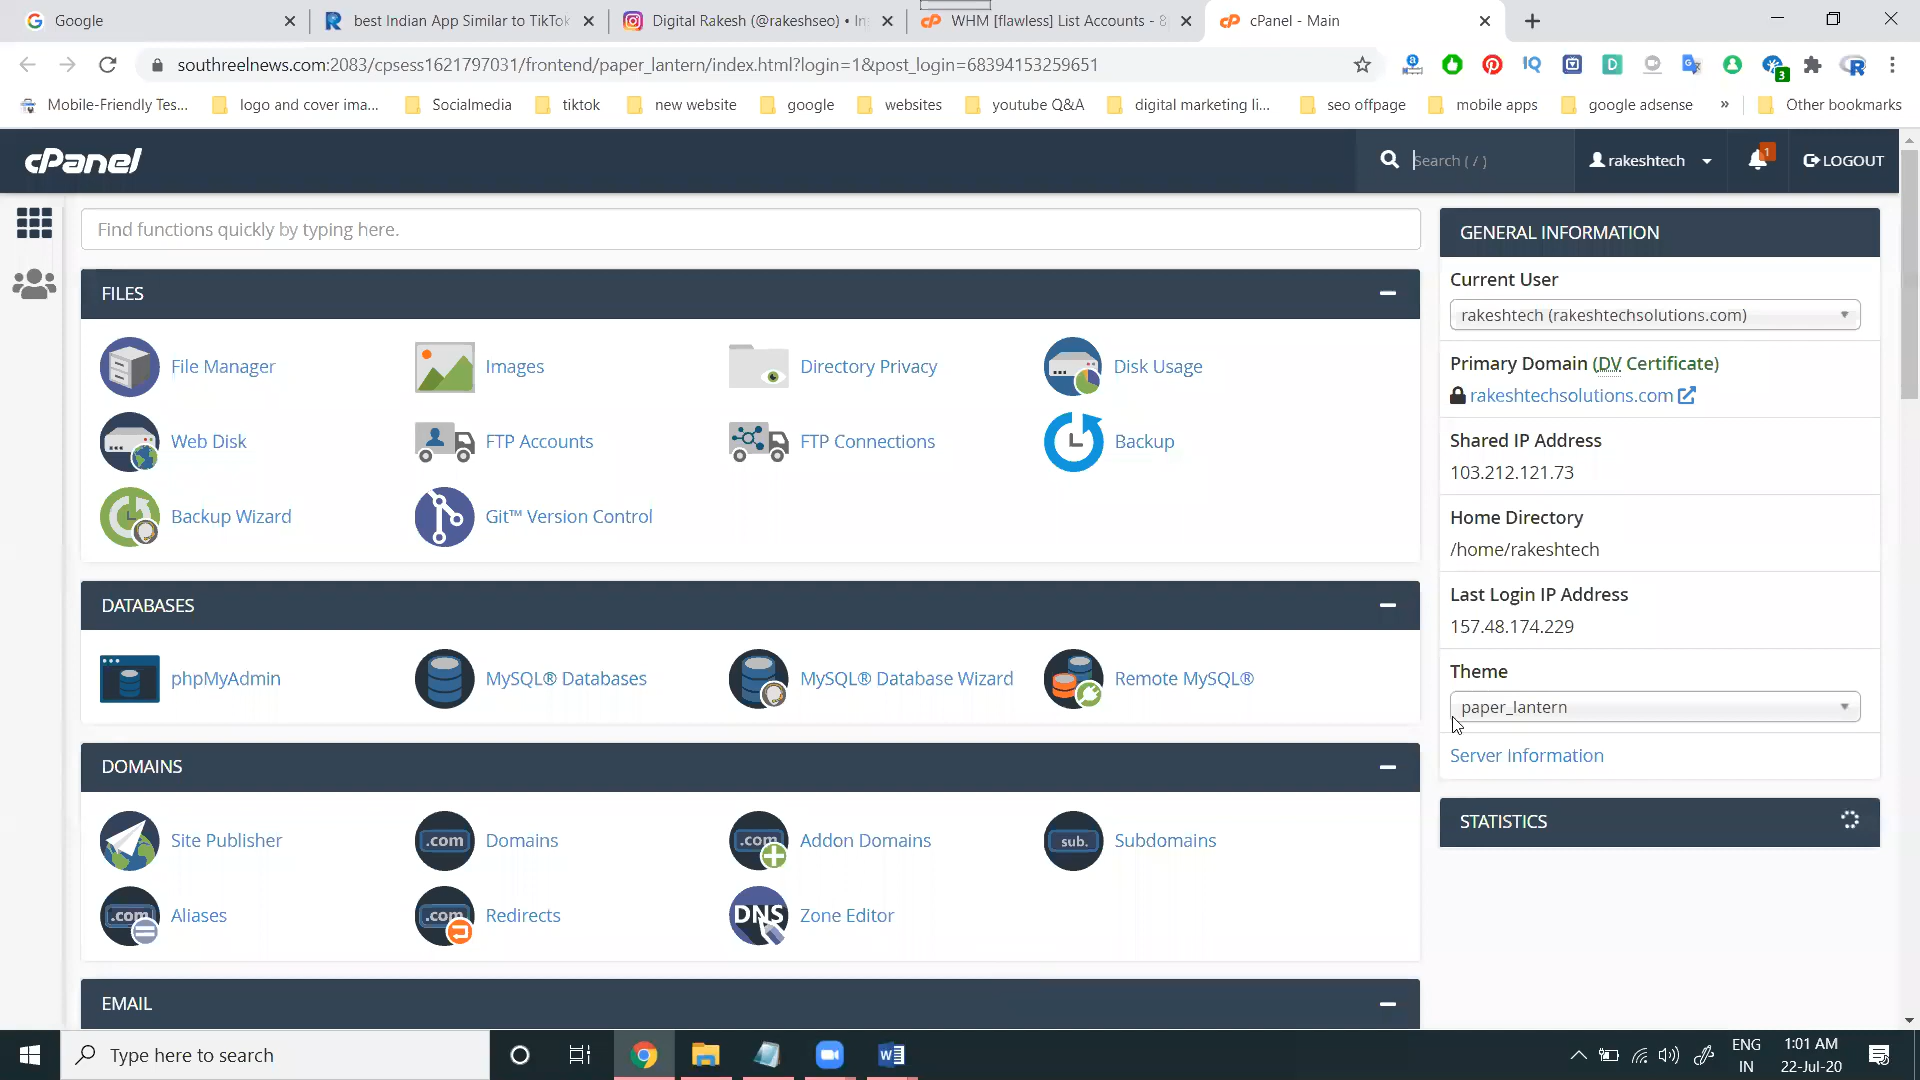 Google
best Indian App Similar to TikTok
Digital Rakesh (@rakeshseo) • In
WHM [flawless] List Accounts - 8
cPanel - Main
southreelnews.com:2083/cpsess1621797031/frontend/paper_lantern/index.html?login=1&post_login=68394153259651
Mobile-Friendly Tes...
logo and cover ima...
Socialmedia
tiktok
new website
google
websites
youtube Q&A
digital marketing li...
seo offpage
mobile apps
google adsense
»
Other bookmarks
cPanel
Search ( / )
rakeshtech
1
LOGOUT
Find functions quickly by typing here.
FILES
File Manager
Images
Directory Privacy
Disk Usage
Web Disk
FTP Accounts
FTP Connections
Backup
Backup Wizard
Git™ Version Control
DATABASES
phpMyAdmin
MySQL® Databases
MySQL® Database Wizard
Remote MySQL®
DOMAINS
Site Publisher
.com
Domains
.com
Addon Domains
sub.
Subdomains
.com
Aliases
.com
Redirects
DNS
Zone Editor
EMAIL
GENERAL INFORMATION
Current User
rakeshtech (rakeshtechsolutions.com)
Primary Domain (DV Certificate)
rakeshtechsolutions.com
Shared IP Address
103.212.121.73
Home Directory
/home/rakeshtech
Last Login IP Address
157.48.174.229
Theme
paper_lantern
Server Information
STATISTICS
Type here to search
ENG
IN
1:01 AM
22-Jul-20